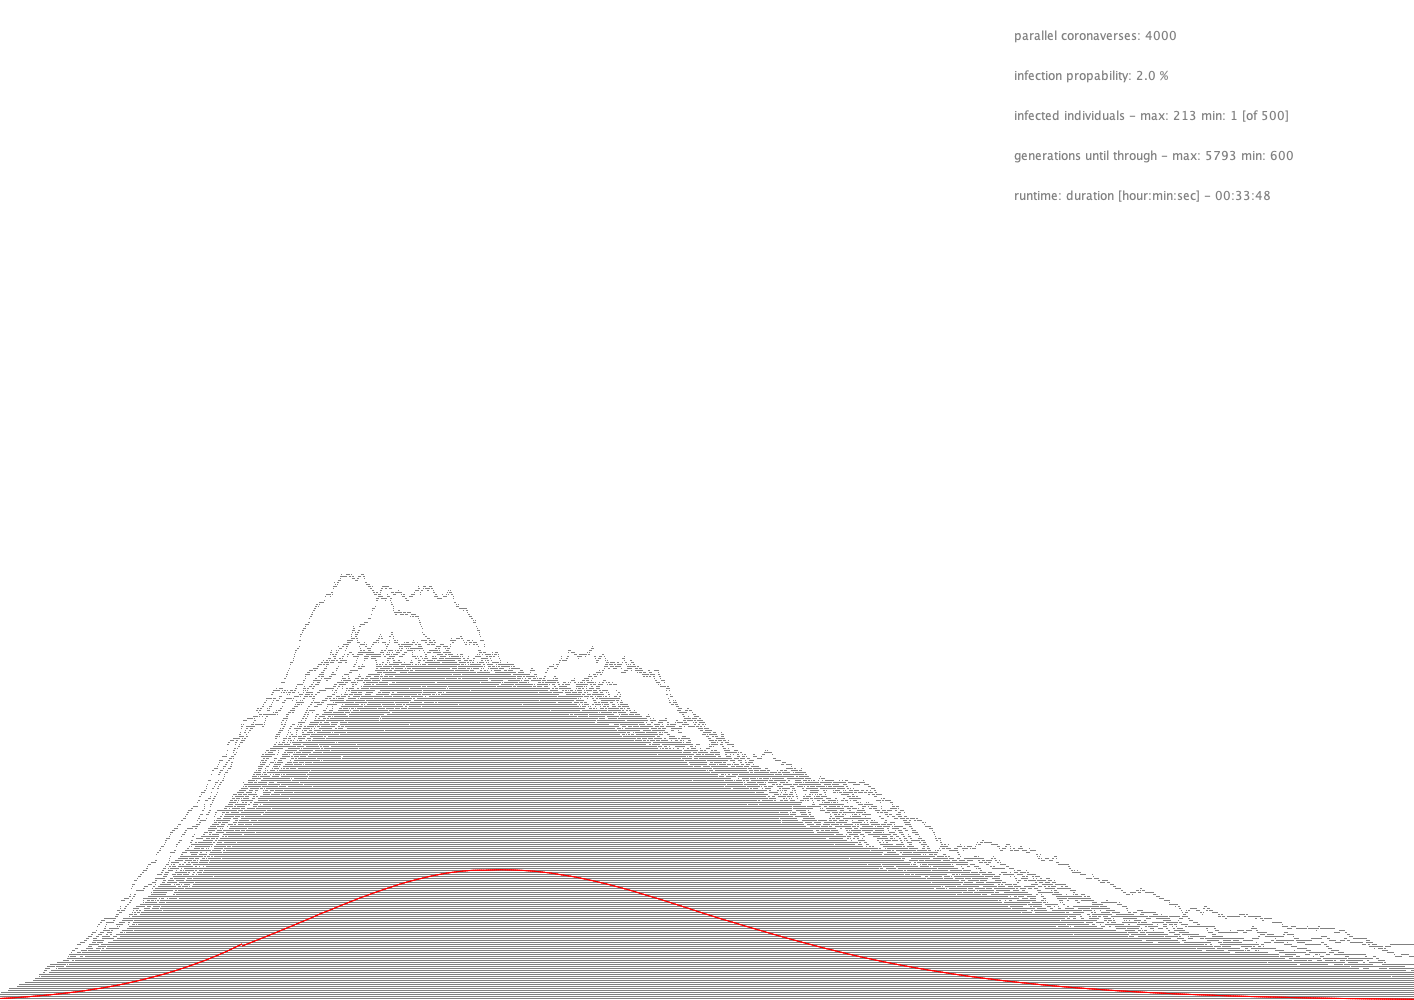 parallel coronaverses: 4000
infection propability: 2.0 %
infected individuals - max: 213 min: 1 [of 500]
generations until through - max: 5793 min: 600
runtime: duration [hour:min:sec] - 00:33:48